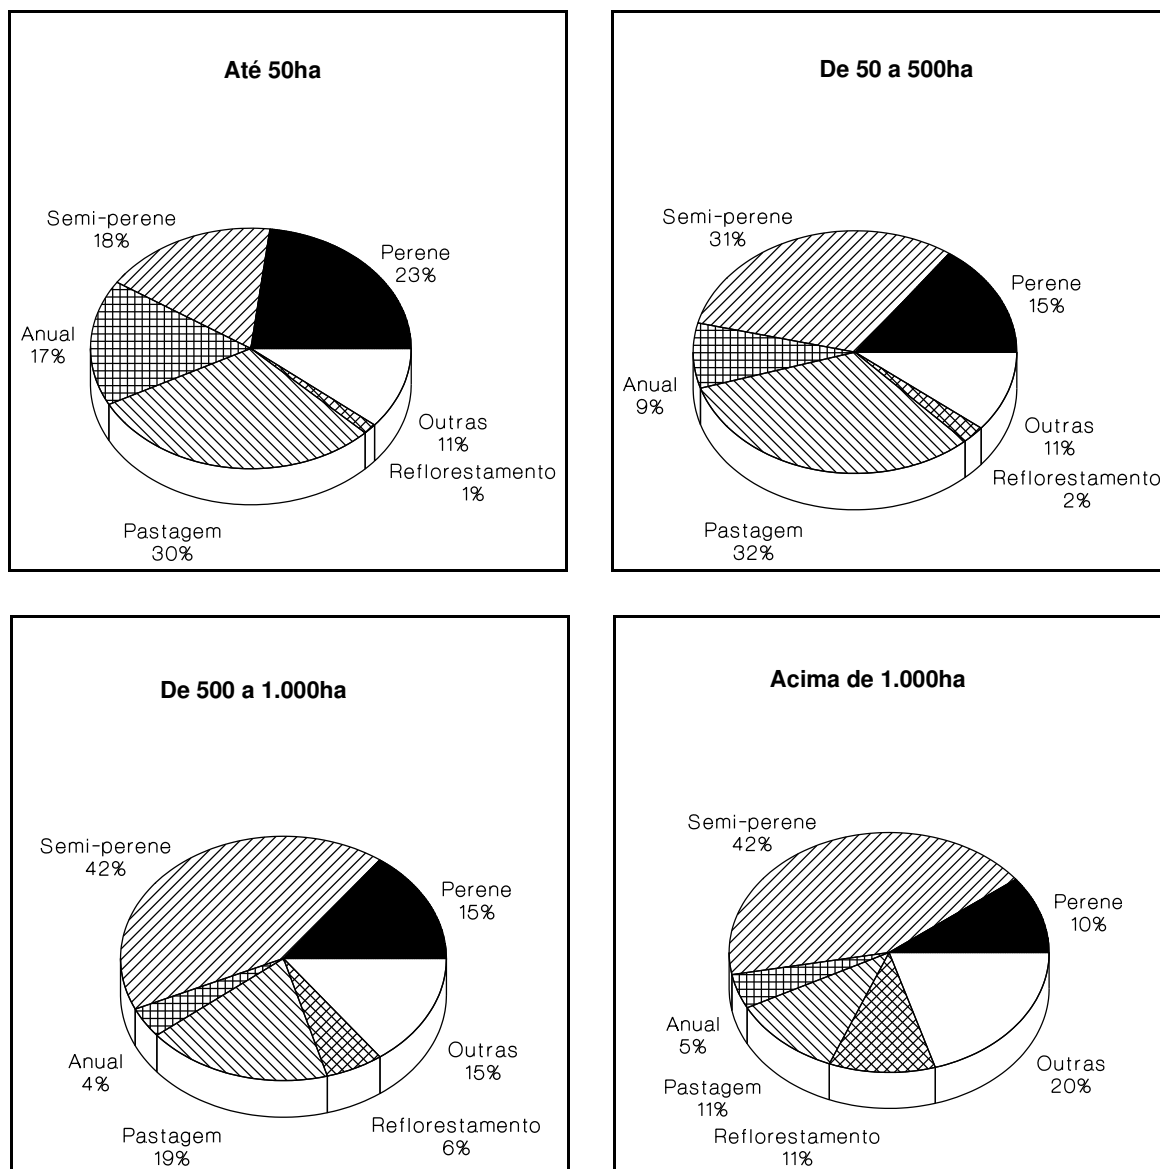 Até 50ha
Semi-perene
18%
Perene
23%
Anual
17%
Outras
11%
Reflorestamento
1%
Pastagem
30%
De 50 a 500ha
Semi-perene
31%
Perene
15%
Anual
9%
Outras
11%
Reflorestamento
2%
Pastagem
32%
De 500 a 1.000ha
Semi-perene
42%
Perene
15%
Anual
4%
Outras
15%
Pastagem
19%
Reflorestamento
6%
Acima de 1.000ha
Semi-perene
42%
Perene
10%
Anual
5%
Outras
20%
Pastagem
11%
Reflorestamento
11%